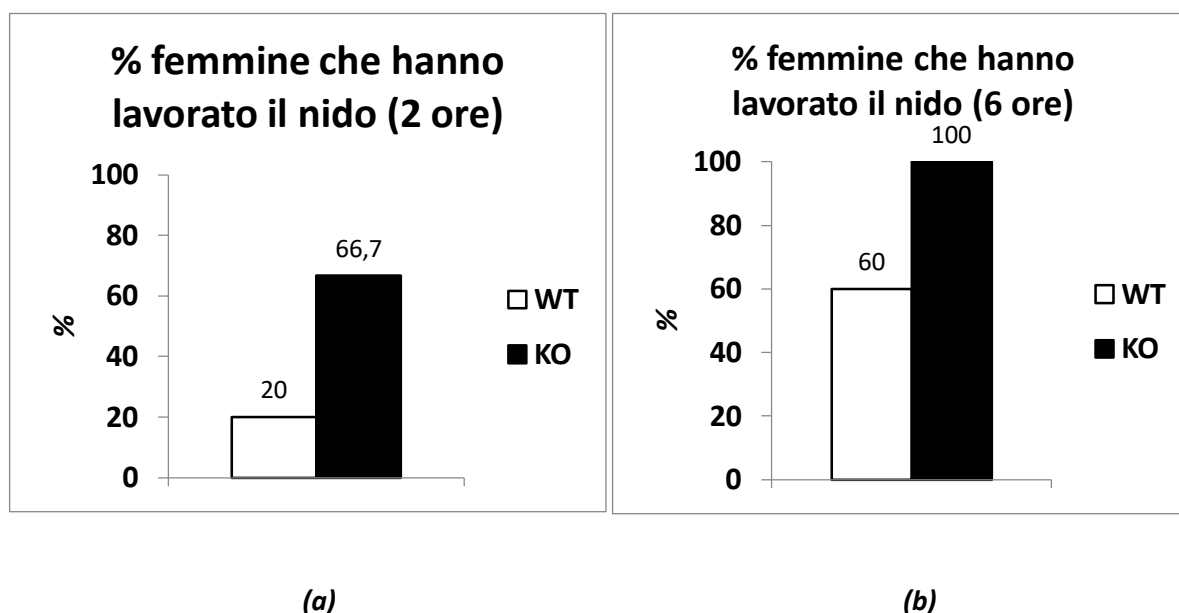 % femmine che hanno
lavorato il nido (2 ore)
100
80
60
40
20
0
%
66,7
20
WT
KO
(a)
% femmine che hanno
lavorato il nido (6 ore)
100
80
60
40
20
0
%
100
60
WT
KO
(b)